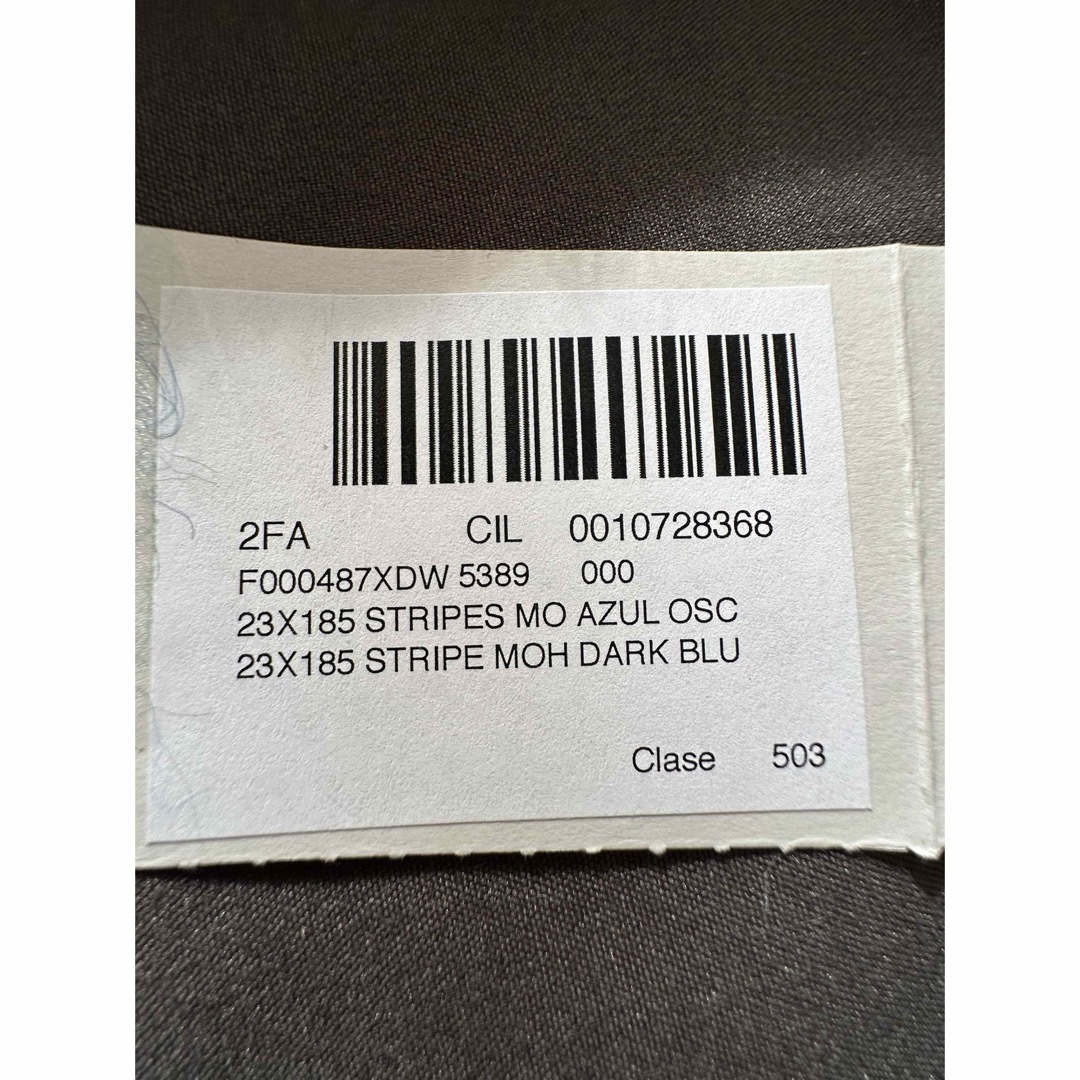 2FA CIL 0010728368
F000487XDW 5389 000
23X185 STRIPES MO AZUL OSC
23X185 STRIPE MOH DARK BLU
Clase 503